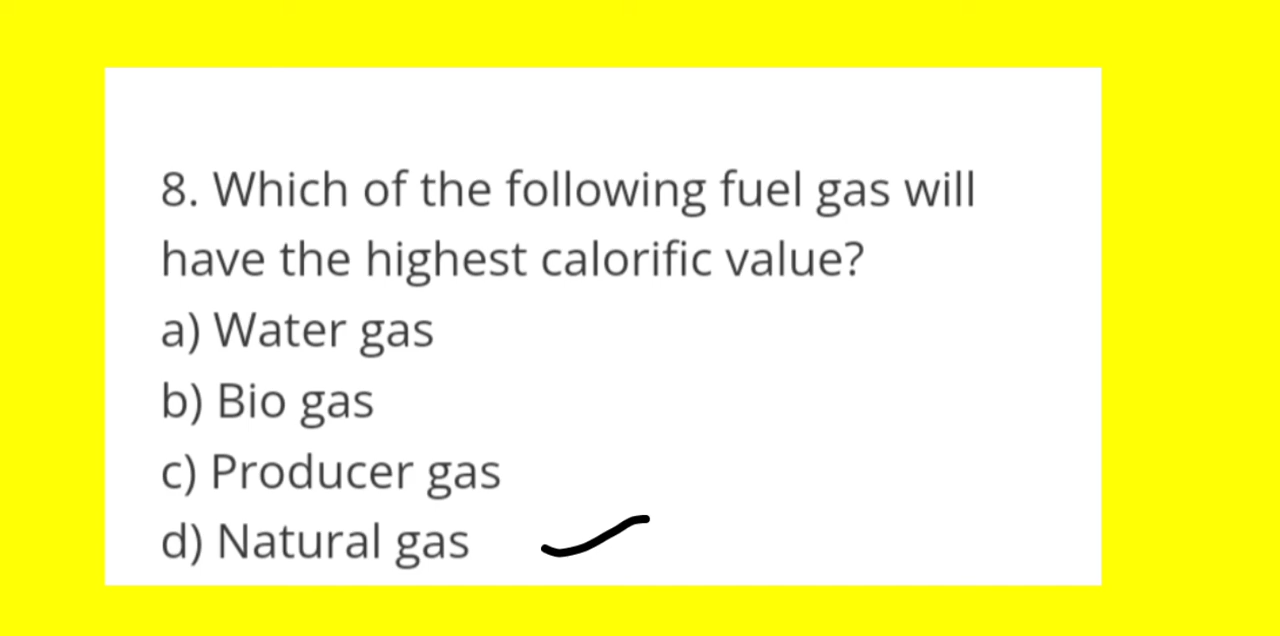 8. Which of the following fuel gas will
have the highest calorific value?
a) Water gas
b) Bio gas
c) Producer gas
d) Natural gas